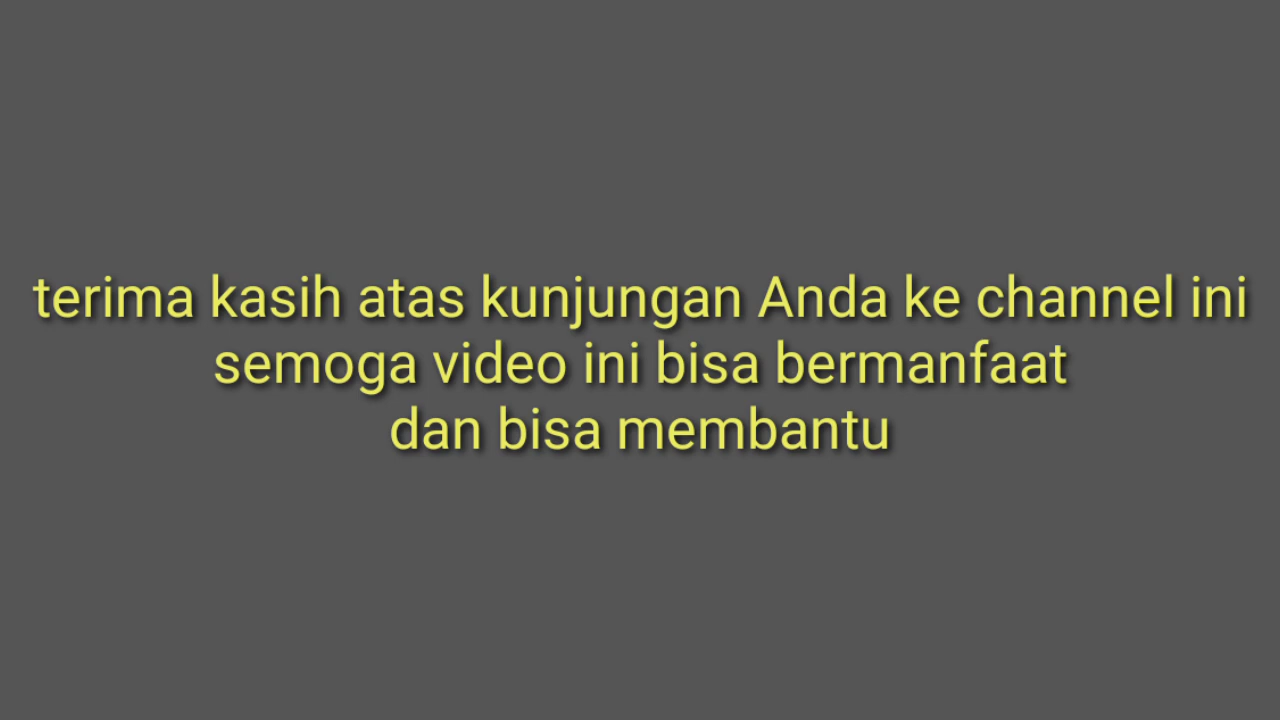 terima kasih atas kunjungan Anda ke channel ini
semoga video ini bisa bermanfaat
dan bisa membantu